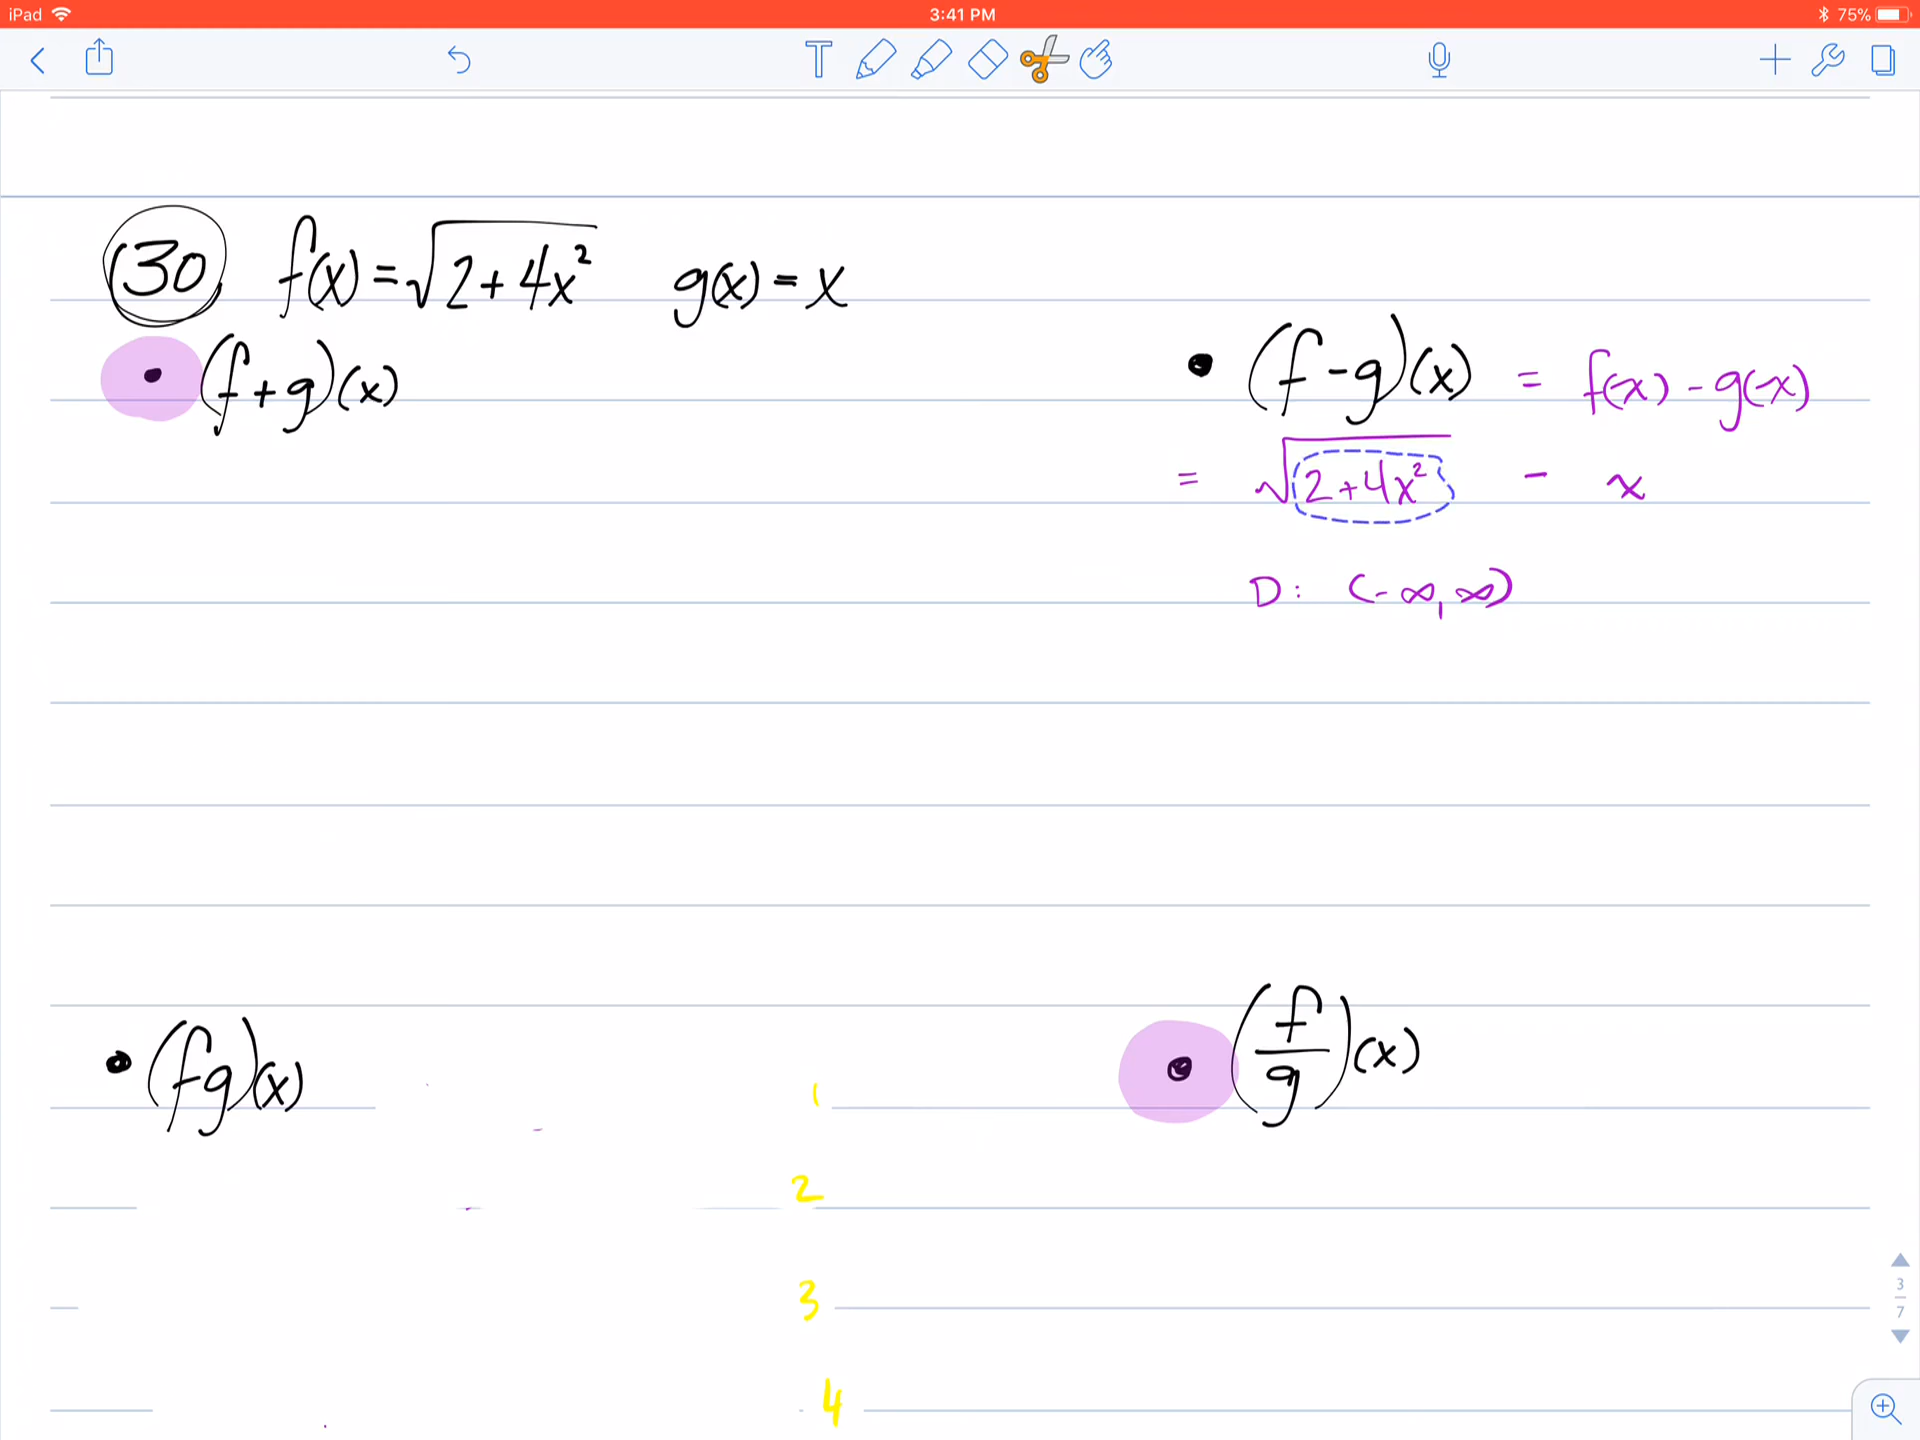 iPad 3:41 PM 75%
T
30 f(x) = √(2+4x²) g(x) = x
• (f+g)(x)
• (f-g)(x) = f(x) - g(x)
= √(2+4x²) - x
D: (-∞, ∞)
• (fg)(x)
• (f/g)(x)
1
2
3
4
3
7